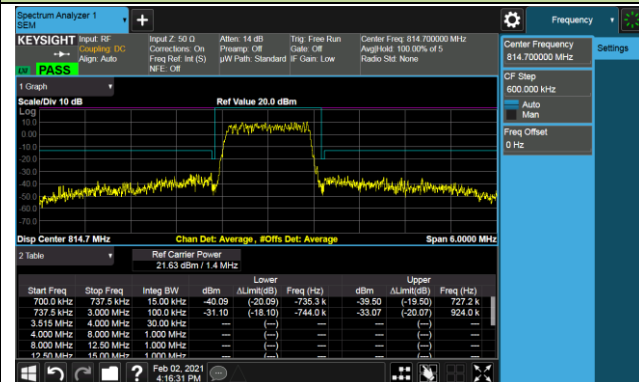 Spectrum Analyzer 1
SEM
Frequency
KEYSIGHT
PASS
Input: RF
Coupling: DC
Align: Auto
Input Z: 50 Ω
Corrections: On
Freq Ref: Int (S)
NFE: Off
Atten: 14 dB
Preamp: Off
µW Path: Standard
Trig: Free Run
Gate: Off
IF Gain: Low
Center Freq: 814.700000 MHz
Avg|Hold: 100.00% of 5
Radio Std: None
Center Frequency
814.700000 MHz
Settings
CF Step
600.000 kHz
Auto
Man
Freq Offset
0 Hz
1 Graph
Scale/Div 10 dB
Ref Value 20.0 dBm
Log
10.0
0.00
-10.0
-20.0
-30.0
-40.0
-50.0
-60.0
-70.0
Disp Center 814.7 MHz
Chan Det: Average , #Offs Det: Average
Span 6.0000 MHz
2 Table
Ref Carrier Power
21.63 dBm / 1.4 MHz
Lower Upper
Start Freq Stop Freq Integ BW dBm ΔLimit(dB) Freq (Hz) dBm ΔLimit(dB) Freq (Hz)
700.0 kHz 737.5 kHz 15.00 kHz -40.09 (-20.09) -735.3 k -39.50 (-19.50) 727.2 k
737.5 kHz 3.000 MHz 100.0 kHz -31.10 (-18.10) -744.0 k -33.07 (-20.07) 924.0 k
3.515 MHz 4.000 MHz 30.00 kHz --- (---) --- (---)
4.000 MHz 8.000 MHz 1.000 MHz --- (---) --- (---)
8.000 MHz 12.50 MHz 1.000 MHz --- (---) --- (---)
12.50 MHz 15.00 MHz 1.000 MHz --- (---) --- (---)
Feb 02, 2021
4:16:31 PM